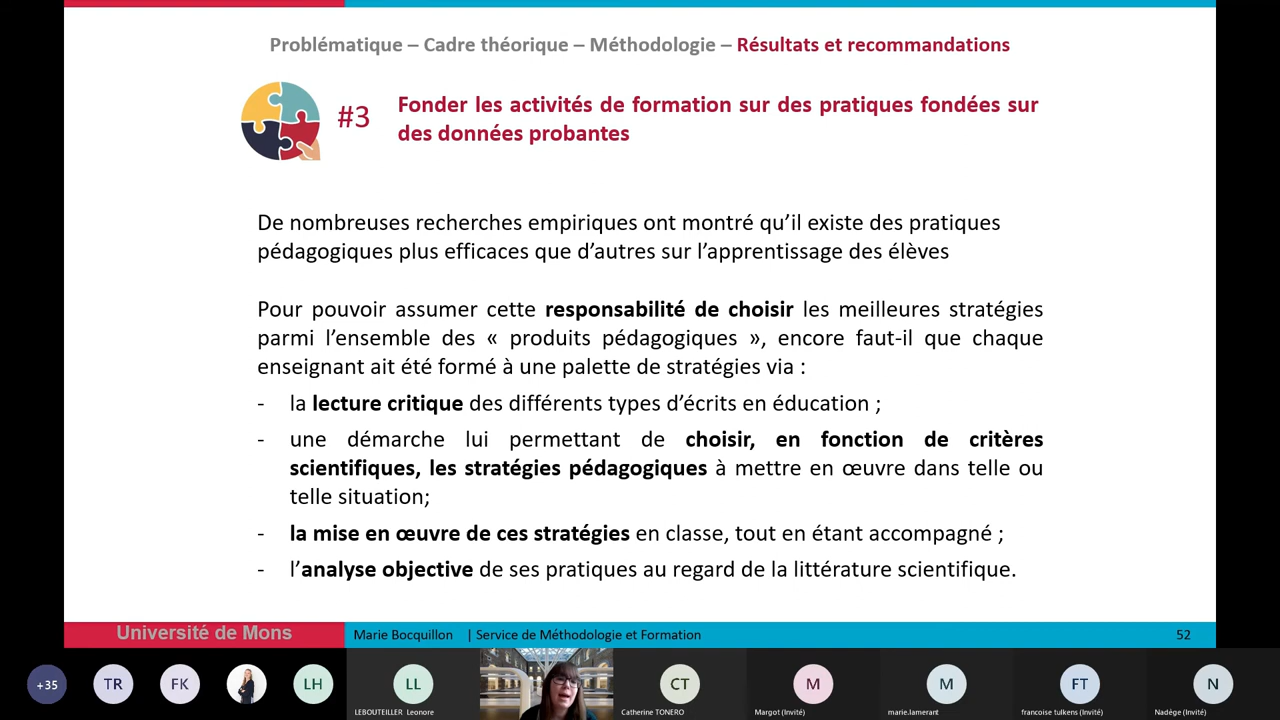 Problématique – Cadre théorique – Méthodologie – Résultats et recommandations
#3
Fonder les activités de formation sur des pratiques fondées sur
des données probantes
De nombreuses recherches empiriques ont montré qu’il existe des pratiques
pédagogiques plus efficaces que d’autres sur l’apprentissage des élèves
Pour pouvoir assumer cette responsabilité de choisir les meilleures stratégies
parmi l’ensemble des « produits pédagogiques », encore faut-il que chaque
enseignant ait été formé à une palette de stratégies via :
- la lecture critique des différents types d’écrits en éducation ;
- une démarche lui permettant de choisir, en fonction de critères
scientifiques, les stratégies pédagogiques à mettre en œuvre dans telle ou
telle situation;
- la mise en œuvre de ces stratégies en classe, tout en étant accompagné ;
- l’analyse objective de ses pratiques au regard de la littérature scientifique.
Université de Mons
Marie Bocquillon | Service de Méthodologie et Formation
52
+35
TR
FK
LH
LL
CT
M
M
FT
N
LEBOUTEILLER Leonore
Catherine TONERO
Margot (Invité)
marie.lamerant
francoise tulkens (Invité)
Nadège (Invité)